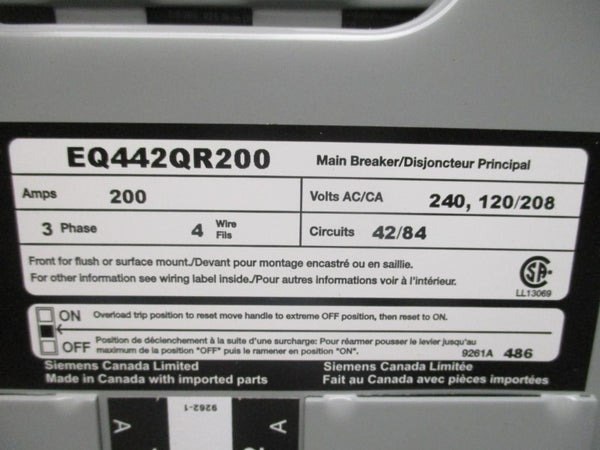 EQ442QR200 Main Breaker/Disjoncteur Principal
Amps 200 Volts AC/CA 240, 120/208
3 Phase 4 Wire Fils Circuits 42/84
Front for flush or surface mount./Devant pour montage encastré ou en saillie.
For other information see wiring label inside./Pour autres informations voir à l'intérieur.
CSA
LL13069
ON Overload trip position to reset move handle to extreme OFF position, then reset to ON.
OFF Position de déclenchement à la suite d'une surcharge: Pour réarmer pousser le levier jusqu'au
maximum de la position "OFF" puis le ramener en position "ON".
9261A 486
Siemens Canada Limited Siemens Canada Limitée
Made in Canada with imported parts Fait au Canada avec pièces importées
A 9262-1 A